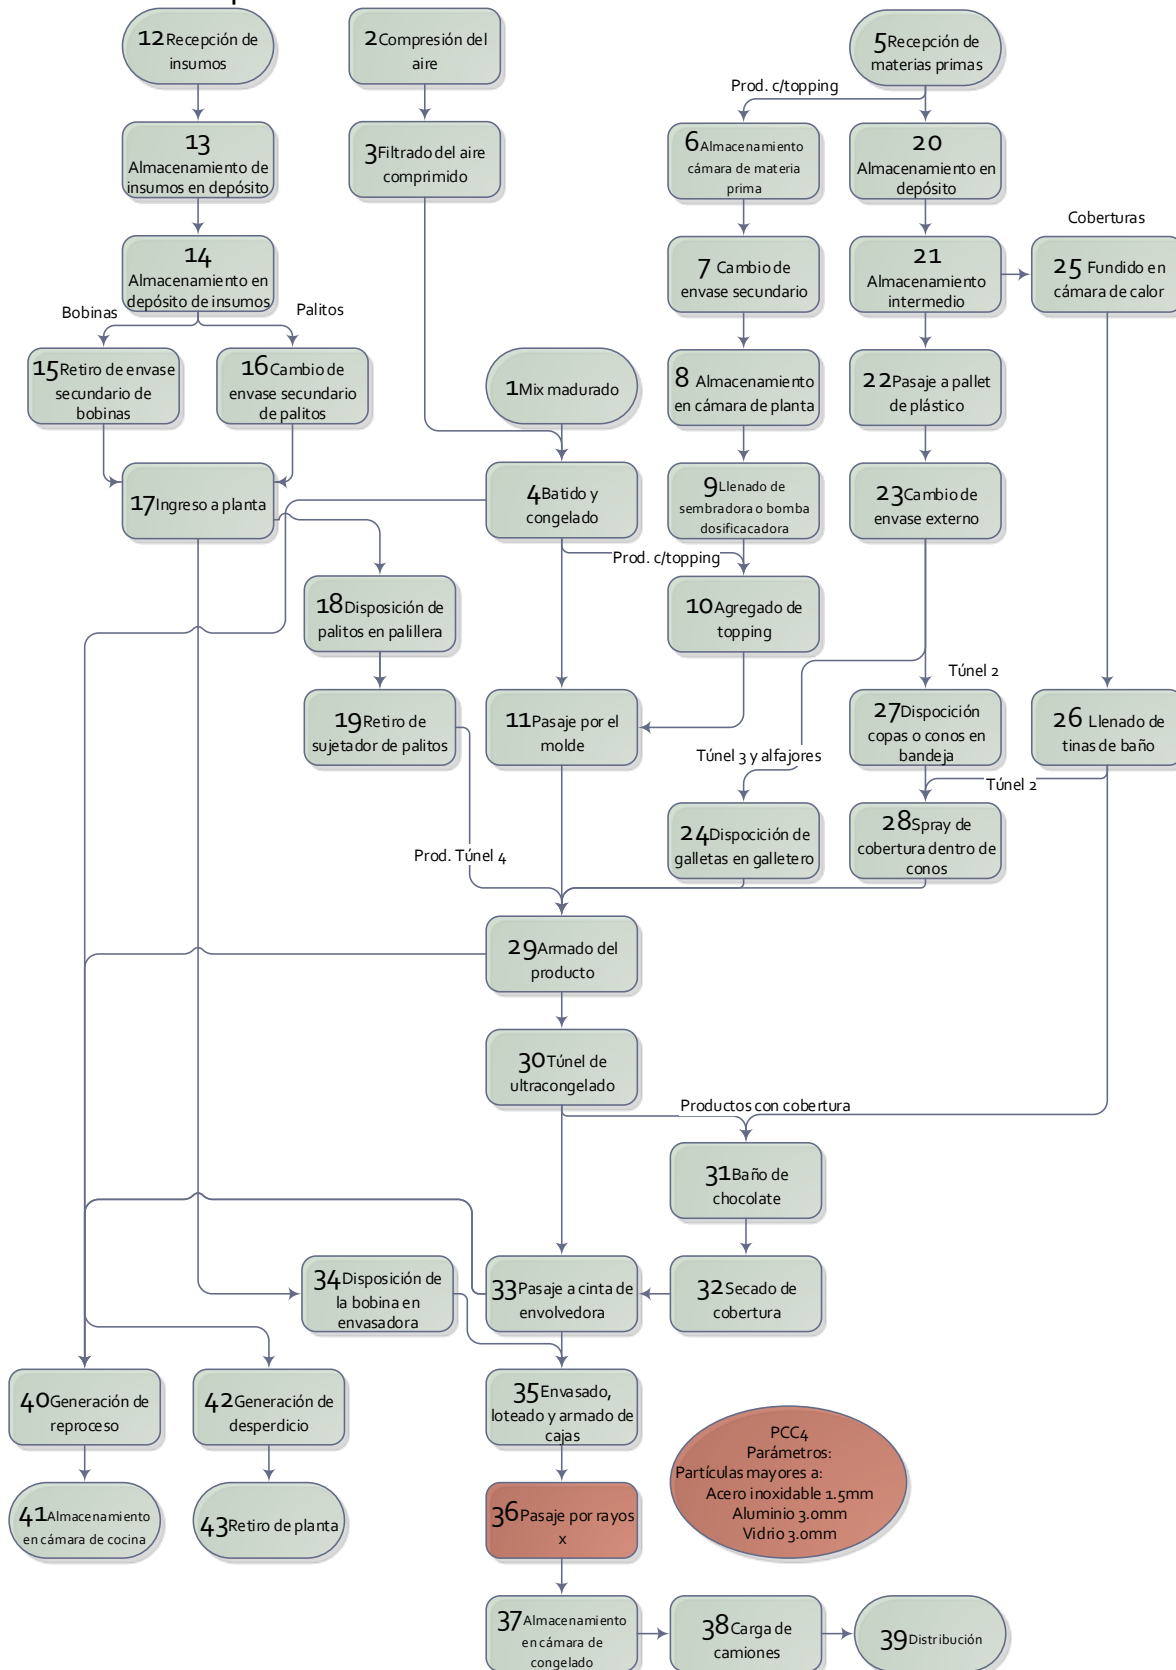 12 Recepción de
insumos
2 Compresión del
aire
5 Recepción de
materias primas
Prod. c/topping
13
Almacenamiento de
insumos en depósito
3 Filtrado del aire
comprimido
6 Almacenamiento
cámara de materia
prima
20
Almacenamiento en
depósito
Coberturas
14
Almacenamiento en
depósito de insumos
7 Cambio de
envase secundario
21
Almacenamiento
intermedio
25 Fundido en
cámara de calor
Bobinas
Palitos
15 Retiro de envase
secundario de
bobinas
16 Cambio de
envase secundario
de palitos
1 Mix madurado
8 Almacenamiento
en cámara de planta
22 Pasaje a pallet
de plástico
17 Ingreso a planta
4 Batido y
congelado
9 Llenado de
sembradora o bomba
dosificacadora
23 Cambio de
envase externo
Prod. c/topping
18 Disposición de
palitos en palillera
10 Agregado de
topping
Túnel 2
19 Retiro de
sujetador de palitos
11 Pasaje por el
molde
27 Dispocición
copas o conos en
bandeja
26 Llenado de
tinas de baño
Túnel 3 y alfajores
Túnel 2
24 Dispocición de
galletas en galletero
28 Spray de
cobertura dentro de
conos
Prod. Túnel 4
29 Armado del
producto
30 Túnel de
ultracongelado
Productos con cobertura
31 Baño de
chocolate
34 Disposición de
la bobina en
envasadora
33 Pasaje a cinta de
envolvedora
32 Secado de
cobertura
40 Generación de
reproceso
42 Generación de
desperdicio
35 Envasado,
loteado y armado de
cajas
PCC4
Parámetros:
Partículas mayores a:
Acero inoxidable 1.5mm
Aluminio 3.0mm
Vidrio 3.0mm
41 Almacenamiento
en cámara de cocina
43 Retiro de planta
36 Pasaje por rayos
x
37 Almacenamiento
en cámara de
congelado
38 Carga de
camiones
39 Distribución